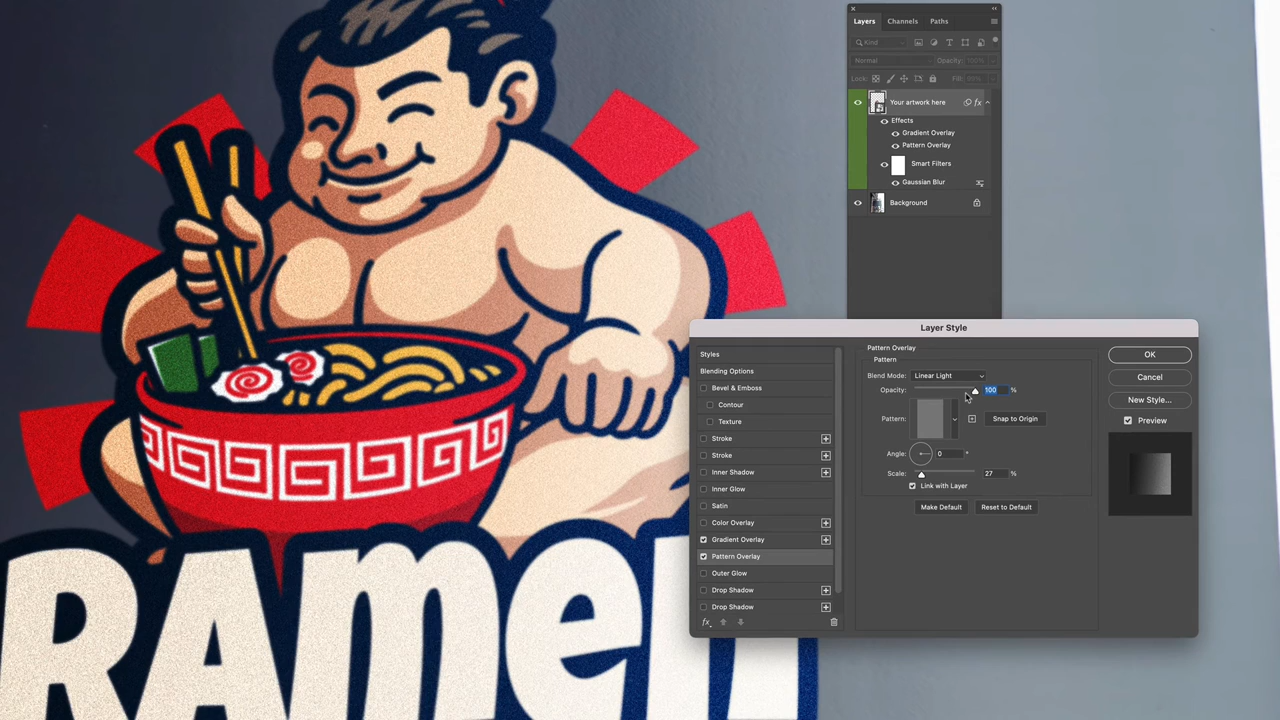 Layers Channels Paths
Kind
Normal Opacity: 100%
Lock: Fill: 99%
Your artwork here fx
Effects
Gradient Overlay
Pattern Overlay
Smart Filters
Gaussian Blur
Background
Layer Style
Styles
Blending Options
Bevel & Emboss
Contour
Texture
Stroke
Stroke
Inner Shadow
Inner Glow
Satin
Color Overlay
Gradient Overlay
Pattern Overlay
Outer Glow
Drop Shadow
Drop Shadow
fx
Pattern Overlay
Pattern
Blend Mode: Linear Light
Opacity: 100 %
Pattern: Snap to Origin
Angle: 0 °
Scale: 27 %
Link with Layer
Make Default Reset to Default
OK
Cancel
New Style...
Preview
RAmen